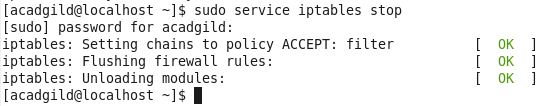 [acadgild@localhost ~]$ sudo service iptables stop
[sudo] password for acadgild:
iptables: Setting chains to policy ACCEPT: filter          [  OK  ]
iptables: Flushing firewall rules:                         [  OK  ]
iptables: Unloading modules:                               [  OK  ]
[acadgild@localhost ~]$